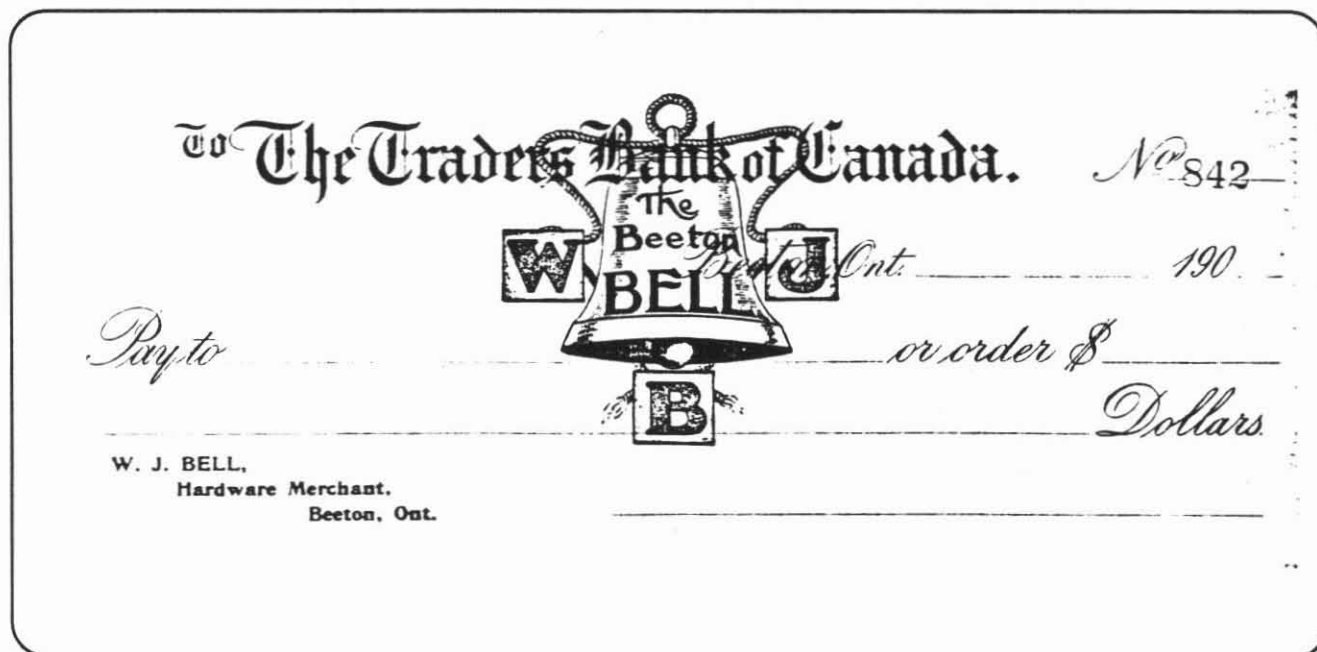 To The Traders Bank of Canada.
No 842
The
Beeton
BELL
W J
B
Beeton, Ont. 190
Pay to or order $
Dollars.
W. J. BELL,
Hardware Merchant,
Beeton, Ont.